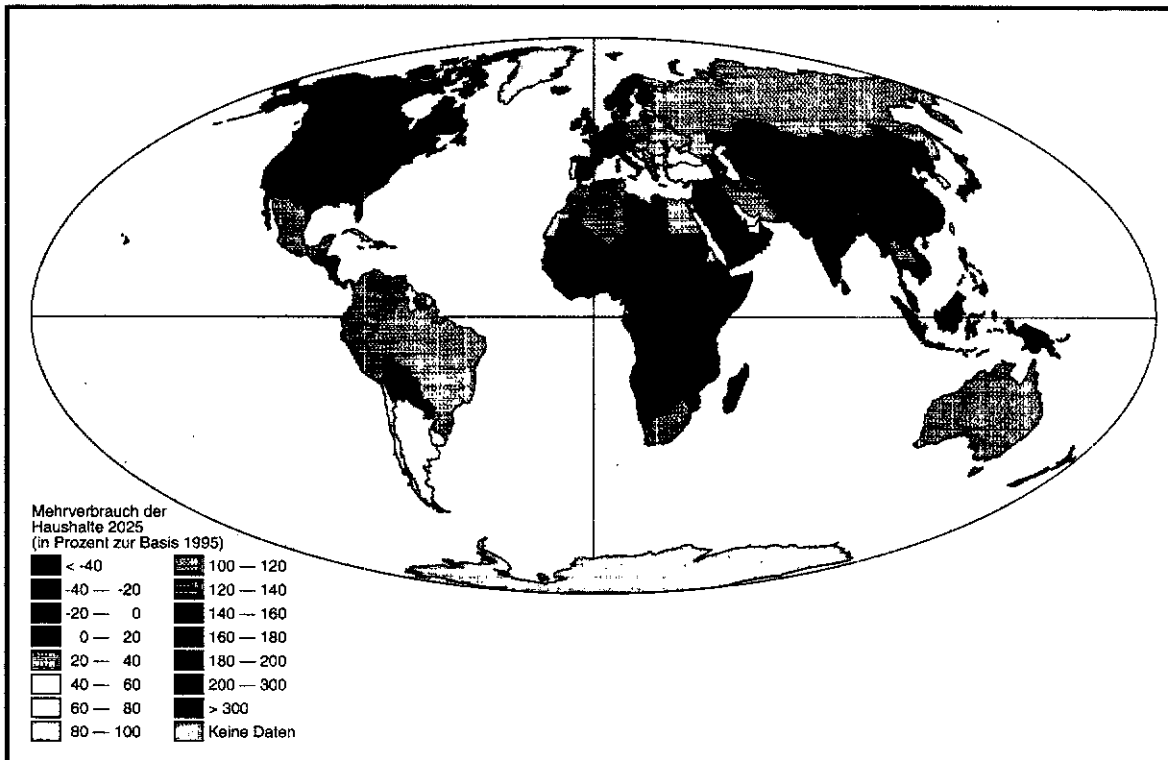 Mehrverbrauch der
Haushalte 2025
(in Prozent zur Basis 1995)
< -40
-40 — -20
-20 — 0
0 — 20
20 — 40
40 — 60
60 — 80
80 — 100
100 — 120
120 — 140
140 — 160
160 — 180
180 — 200
200 — 300
> 300
Keine Daten